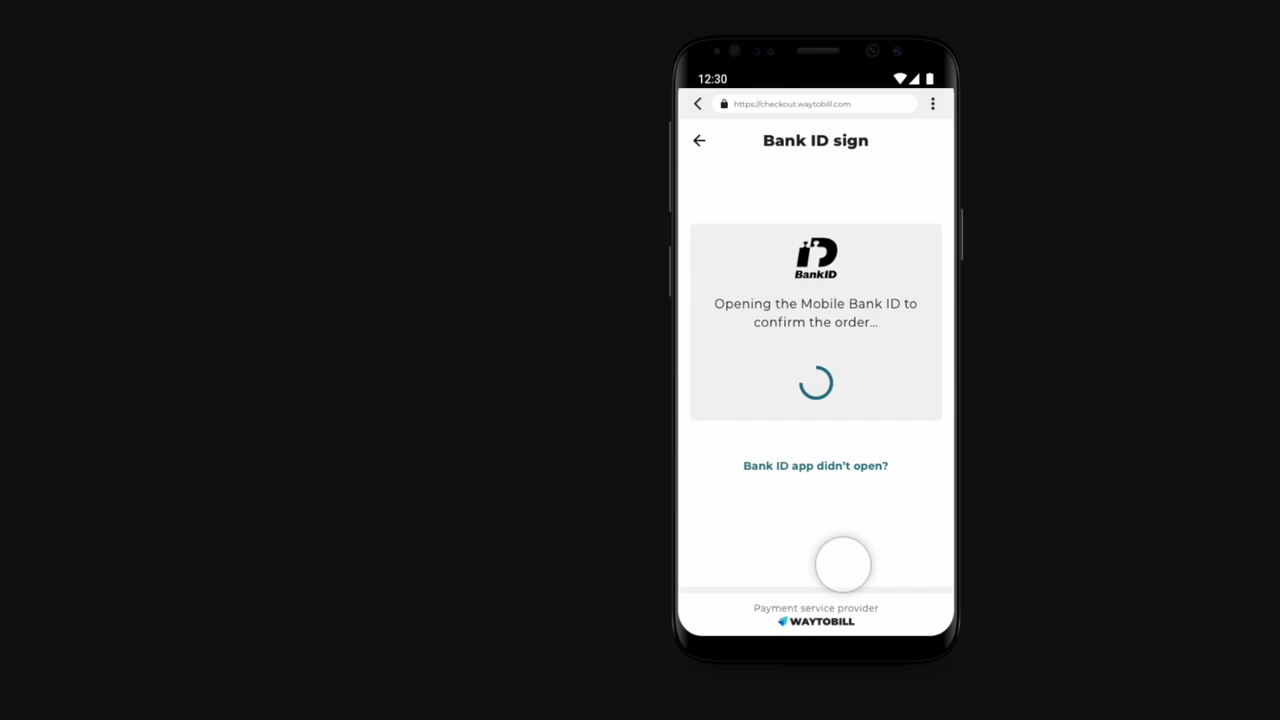 12:30
https://checkout.waytobill.com
Bank ID sign
BankID
Opening the Mobile Bank ID to
confirm the order...
Bank ID app didn't open?
Payment service provider
WAYTOBILL